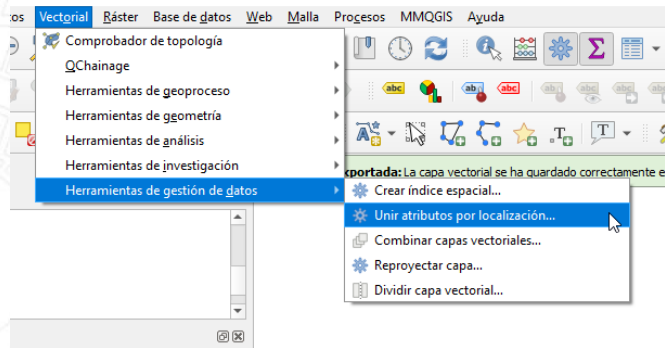 Vectorial Ráster Base de datos Web Malla Procesos MMQGIS Ayuda
Comprobador de topología
QChainage
Herramientas de geoproceso
Herramientas de geometría
Herramientas de análisis
Herramientas de investigación
Herramientas de gestión de datos
Crear índice espacial...
Unir atributos por localización...
Combinar capas vectoriales...
Reproyectar capa...
Dividir capa vectorial...
xportada: La capa vectorial se ha guardado correctamente e
abc
ab
abc